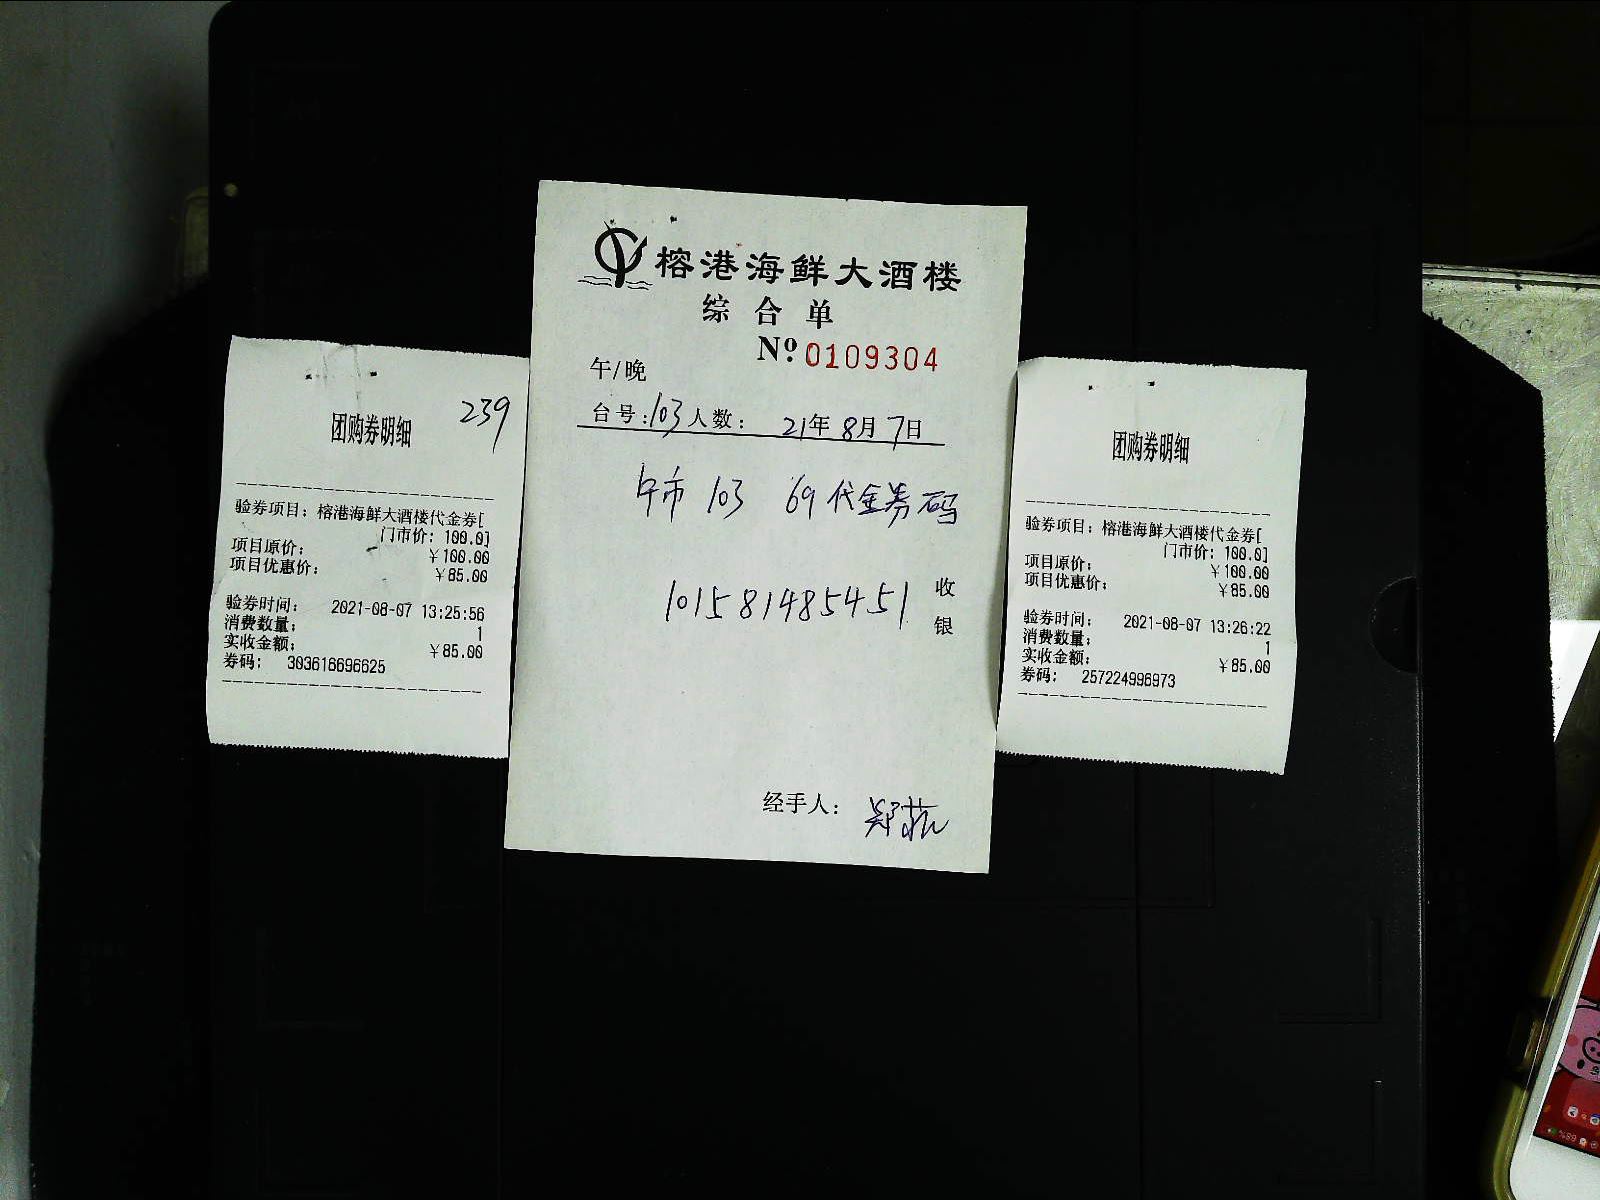 239
团购券明细
验券项目：榕港海鲜大酒楼代金券[
门市价：100.0]
项目原价： ￥100.00
项目优惠价： ￥85.00
验券时间： 2021-08-07 13:25:56
消费数量： 1
实收金额： ￥85.00
券码： 303616696625
榕港海鲜大酒楼
综合单
Nº 0109304
午/晚
台号：103 人数： 21年 8月 7日
午市 103 69代金券码
101581485451
收银
经手人：
团购券明细
验券项目：榕港海鲜大酒楼代金券[
门市价：100.0]
项目原价： ￥100.00
项目优惠价： ￥85.00
验券时间： 2021-08-07 13:26:22
消费数量： 1
实收金额： ￥85.00
券码： 257224996973